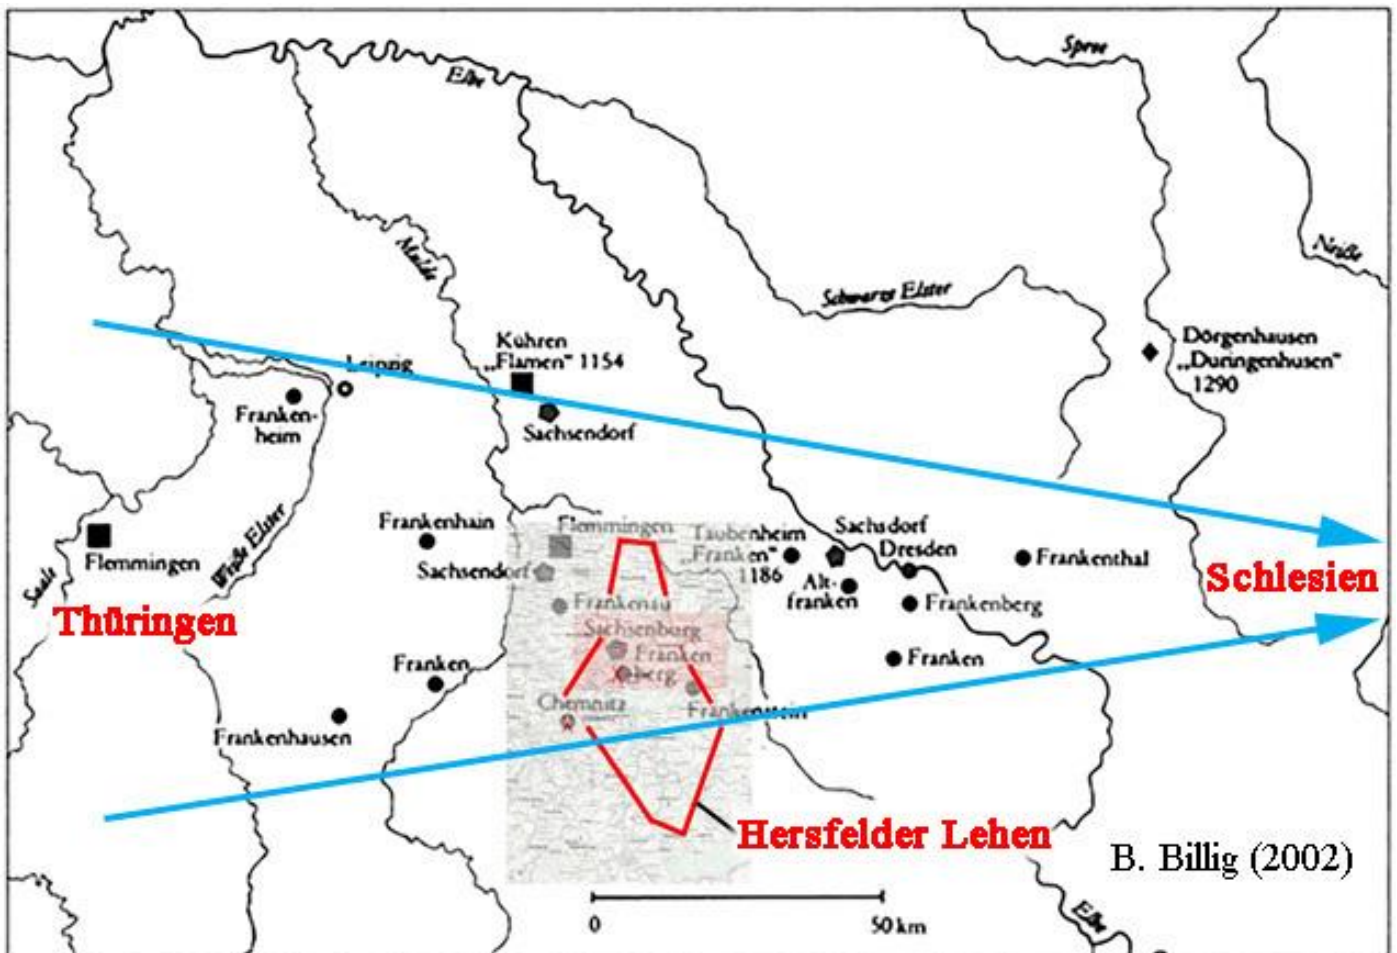 Spree
Elbe
Mulde
Neiße
Schwarze Elster
Kühren
„Flamen" 1154
Dörgenhausen
„Duringenhusen"
1290
Leipzig
Franken-
heim
Sachsendorf
Frankenhain
Flemmingen
Taubenheim
„Franken"
1186
Sachsdorf
Dresden
Frankenthal
Flemmingen
Weiße Elster
Saale
Sachsendorf
Alt-
franken
Schlesien
Thüringen
Frankenau
Frankenberg
Sachsenburg
Franken
berg
Franken
Franken
Chemnitz
Frankenstein
Frankenhausen
Hersfelder Lehen
B. Billig (2002)
0
50 km
Elbe